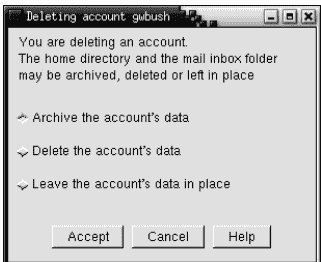 Deleting account gwbush
You are deleting an account.
The home directory and the mail inbox folder
may be archived, deleted or left in place
Archive the account's data
Delete the account's data
Leave the account's data in place
Accept Cancel Help